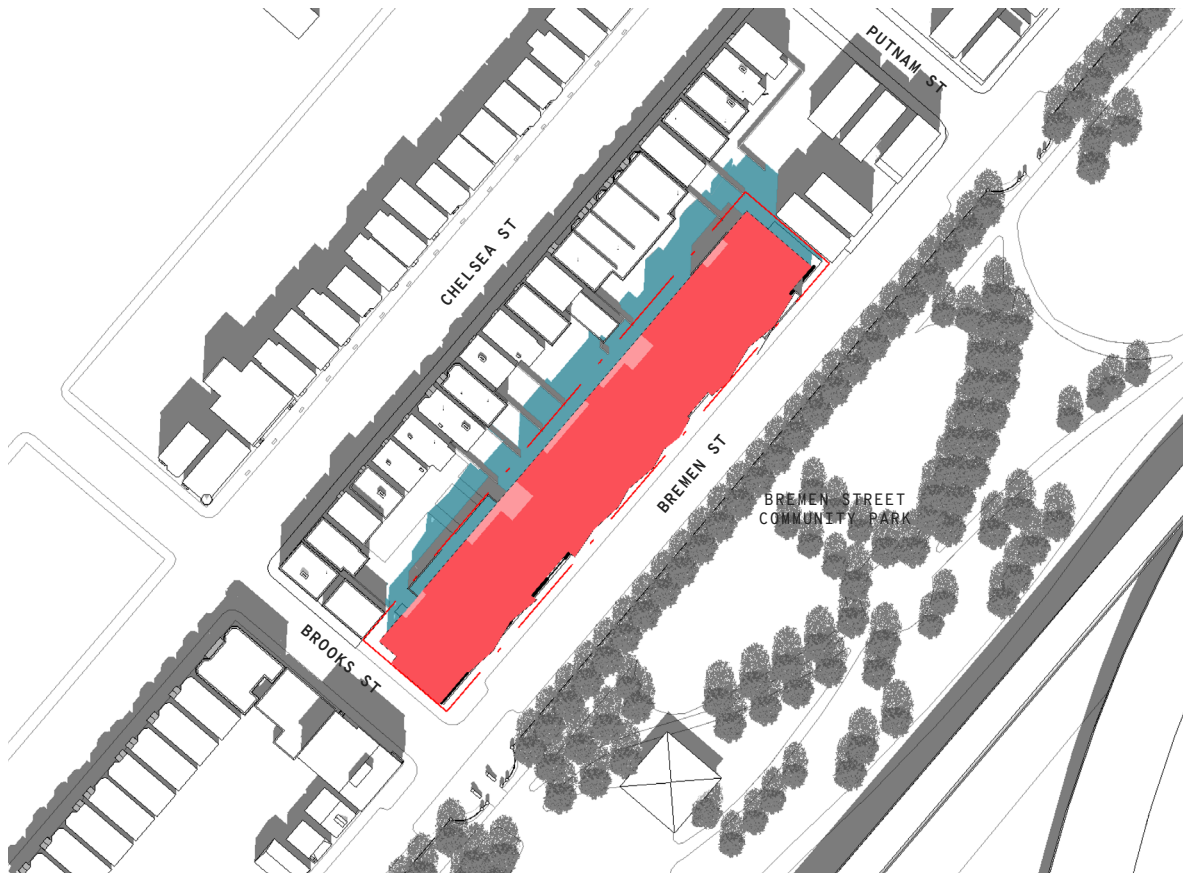 PUTNAM ST
CHELSEA ST
BREMEN ST
BREMEN STREET
COMMUNITY PARK
BROOKS ST